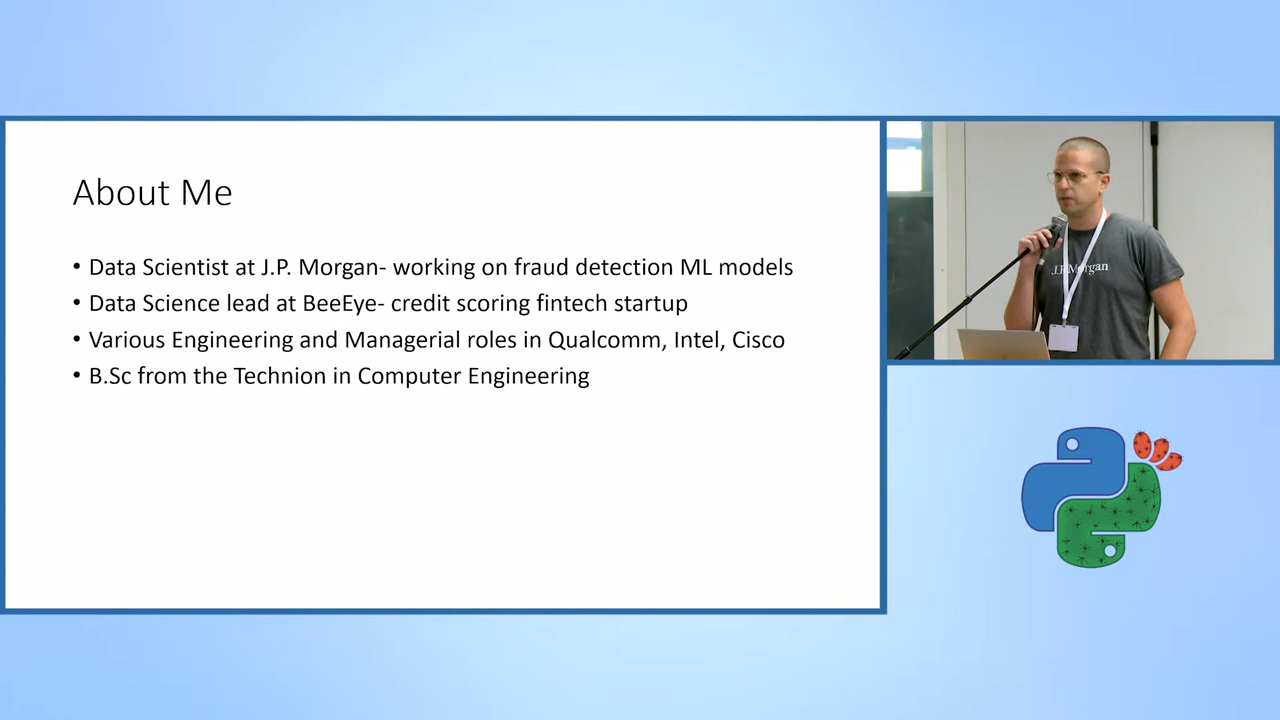 About Me
• Data Scientist at J.P. Morgan- working on fraud detection ML models
• Data Science lead at BeeEye- credit scoring fintech startup
• Various Engineering and Managerial roles in Qualcomm, Intel, Cisco
• B.Sc from the Technion in Computer Engineering
J.P. Morgan